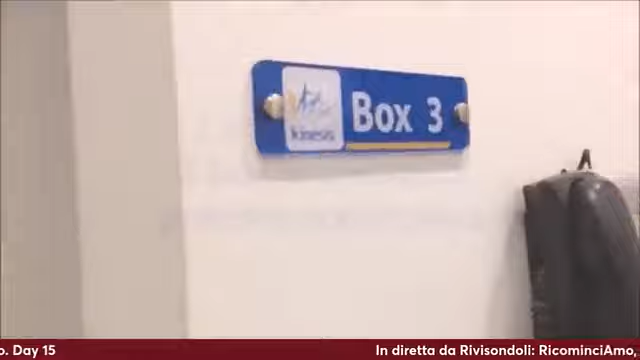 kinesis
Box 3
o. Day 15
In diretta da Rivisondoli: RicominciAmo,